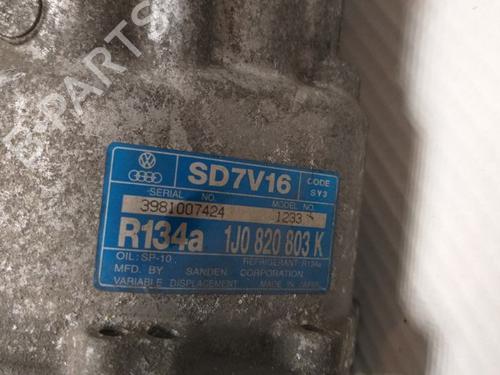 B-PARTS
SD7V16
CODE
SV3
SERIAL NO.
MODEL NO.
3981007424
1233
R134a 1J0 820 803 K
OIL: SP-10
REFRIGERANT: R134a
MFD. BY SANDEN CORPORATION
VARIABLE DISPLACEMENT MADE IN JAPAN